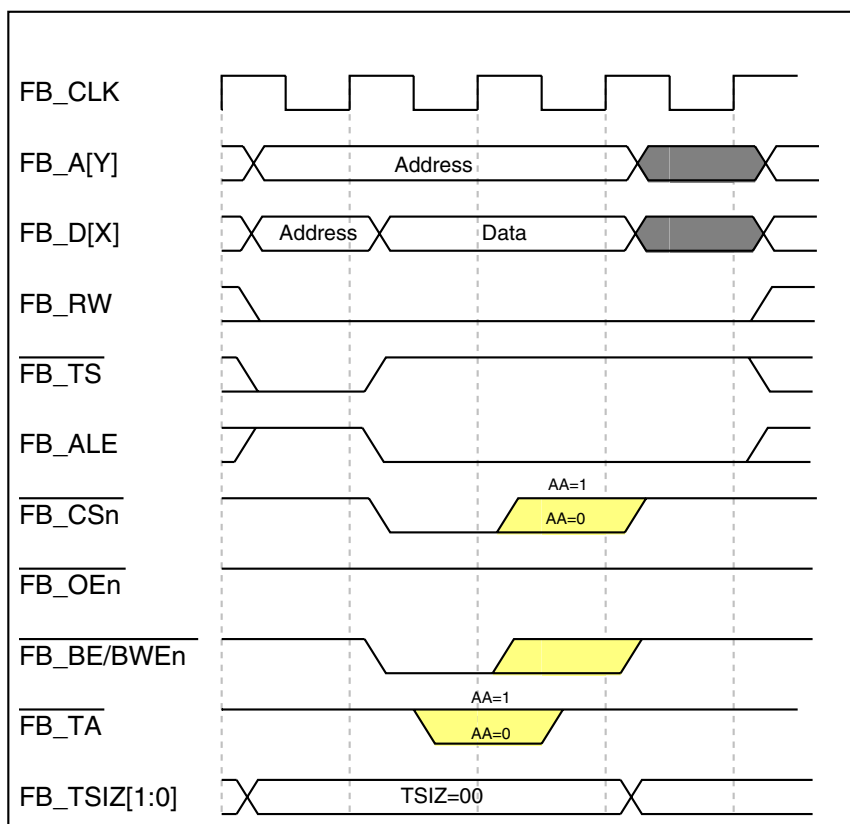 FB_CLK
FB_A[Y]
Address
FB_D[X]
Address
Data
FB_RW
FB_TS
FB_ALE
AA=1
FB_CSn
AA=0
FB_OEn
FB_BE/BWEn
AA=1
FB_TA
AA=0
FB_TSIZ[1:0]
TSIZ=00